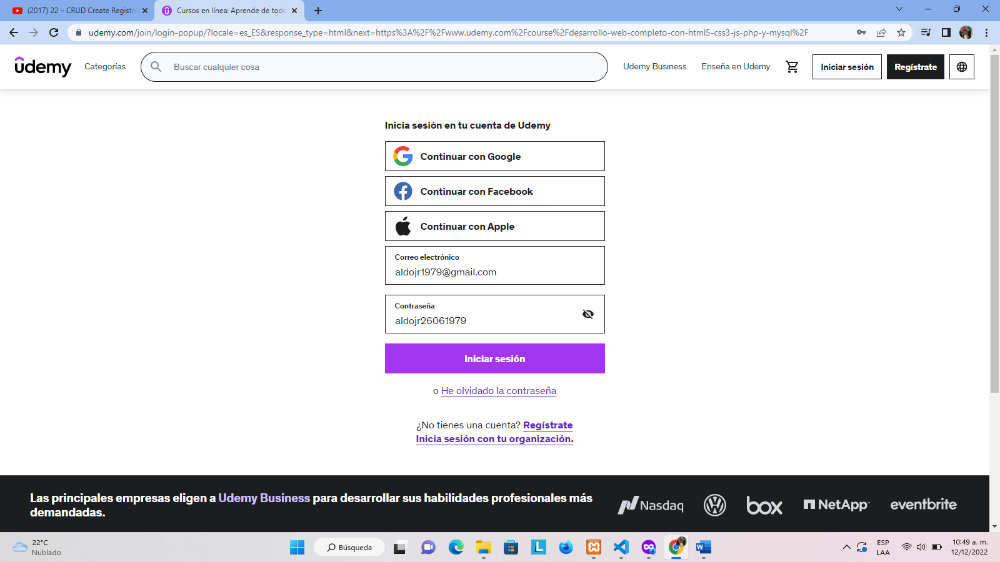 (2017) 22 – CRUD Create Registro
Cursos en línea: Aprende de todo
udemy.com/join/login-popup/?locale=es_ES&response_type=html&next=https%3A%2F%2Fwww.udemy.com%2Fcourse%2Fdesarrollo-web-completo-con-html5-css3-js-php-y-mysql%2F
udemy
Categorías
Buscar cualquier cosa
Udemy Business
Enseña en Udemy
Iniciar sesión
Regístrate
Inicia sesión en tu cuenta de Udemy
Continuar con Google
Continuar con Facebook
Continuar con Apple
Correo electrónico
aldojr1979@gmail.com
Contraseña
aldojr26061979
Iniciar sesión
o He olvidado la contraseña
¿No tienes una cuenta? Regístrate
Inicia sesión con tu organización.
Las principales empresas eligen a Udemy Business para desarrollar sus habilidades profesionales más
demandadas.
Nasdaq
box
NetApp
eventbrite
22°C
Nublado
Búsqueda
ESP
LAA
10:49 a. m.
12/12/2022